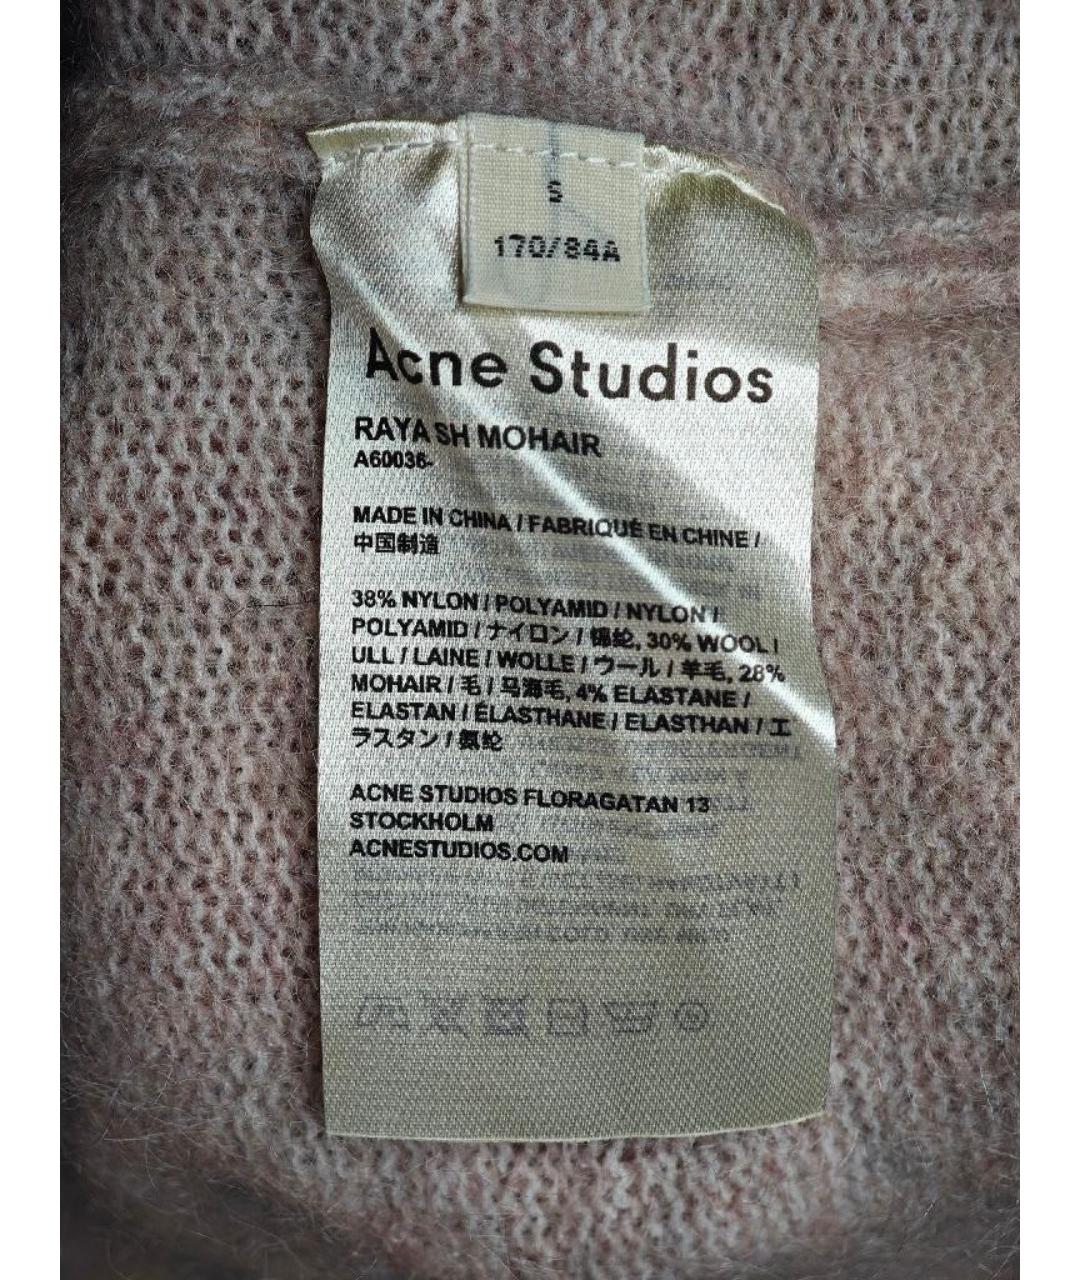 S
170/84A
Acne Studios
RAYA SH MOHAIR
A60036-
MADE IN CHINA / FABRIQUÉ EN CHINE /
中国制造
38% NYLON / POLYAMID / NYLON /
POLYAMID / ナイロン / 锦纶, 30% WOOL /
ULL / LAINE / WOLLE / ウール / 羊毛, 28%
MOHAIR / 毛 / 马海毛, 4% ELASTANE /
ELASTAN / ÉLASTHANE / ELASTHAN / エ
ラスタン / 氨纶
ACNE STUDIOS FLORAGATAN 13
STOCKHOLM
ACNESTUDIOS.COM